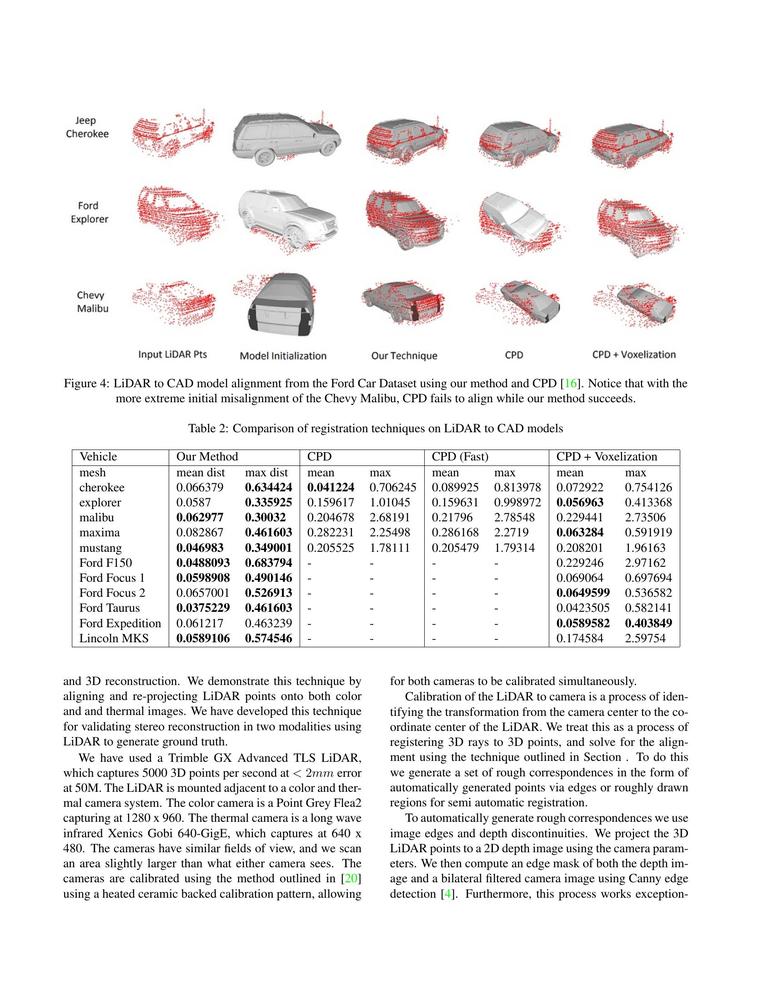 Jeep
Cherokee
Ford
Explorer
Chevy
Malibu
Input LiDAR Pts Model Initialization Our Technique CPD CPD + Voxelization
Figure 4: LiDAR to CAD model alignment from the Ford Car Dataset using our method and CPD [16]. Notice that with the
more extreme initial misalignment of the Chevy Malibu, CPD fails to align while our method succeeds.
Table 2: Comparison of registration techniques on LiDAR to CAD models
Vehicle Our Method CPD CPD (Fast) CPD + Voxelization
mesh mean dist max dist mean max mean max mean max
cherokee 0.066379 0.634424 0.041224 0.706245 0.089925 0.813978 0.072922 0.754126
explorer 0.0587 0.335925 0.159617 1.01045 0.159631 0.998972 0.056963 0.413368
malibu 0.062977 0.30032 0.204678 2.68191 0.21796 2.78548 0.229441 2.73506
maxima 0.082867 0.461603 0.282231 2.25498 0.286168 2.2719 0.063284 0.591919
mustang 0.046983 0.349001 0.205525 1.78111 0.205479 1.79314 0.208201 1.96163
Ford F150 0.0488093 0.683794 - - - - 0.229246 2.97162
Ford Focus 1 0.0598908 0.490146 - - - - 0.069064 0.697694
Ford Focus 2 0.0657001 0.526913 - - - - 0.0649599 0.536582
Ford Taurus 0.0375229 0.461603 - - - - 0.0423505 0.582141
Ford Expedition 0.061217 0.463239 - - - - 0.0589582 0.403849
Lincoln MKS 0.0589106 0.574546 - - - - 0.174584 2.59754
and 3D reconstruction. We demonstrate this technique by
aligning and re-projecting LiDAR points onto both color
and and thermal images. We have developed this technique
for validating stereo reconstruction in two modalities using
LiDAR to generate ground truth.
We have used a Trimble GX Advanced TLS LiDAR,
which captures 5000 3D points per second at < 2mm error
at 50M. The LiDAR is mounted adjacent to a color and ther-
mal camera system. The color camera is a Point Grey Flea2
capturing at 1280 x 960. The thermal camera is a long wave
infrared Xenics Gobi 640-GigE, which captures at 640 x
480. The cameras have similar fields of view, and we scan
an area slightly larger than what either camera sees. The
cameras are calibrated using the method outlined in [20]
using a heated ceramic backed calibration pattern, allowing
for both cameras to be calibrated simultaneously.
Calibration of the LiDAR to camera is a process of iden-
tifying the transformation from the camera center to the co-
ordinate center of the LiDAR. We treat this as a process of
registering 3D rays to 3D points, and solve for the align-
ment using the technique outlined in Section . To do this
we generate a set of rough correspondences in the form of
automatically generated points via edges or roughly drawn
regions for semi automatic registration.
To automatically generate rough correspondences we use
image edges and depth discontinuities. We project the 3D
LiDAR points to a 2D depth image using the camera param-
eters. We then compute an edge mask of both the depth im-
age and a bilateral filtered camera image using Canny edge
detection [4]. Furthermore, this process works exception-